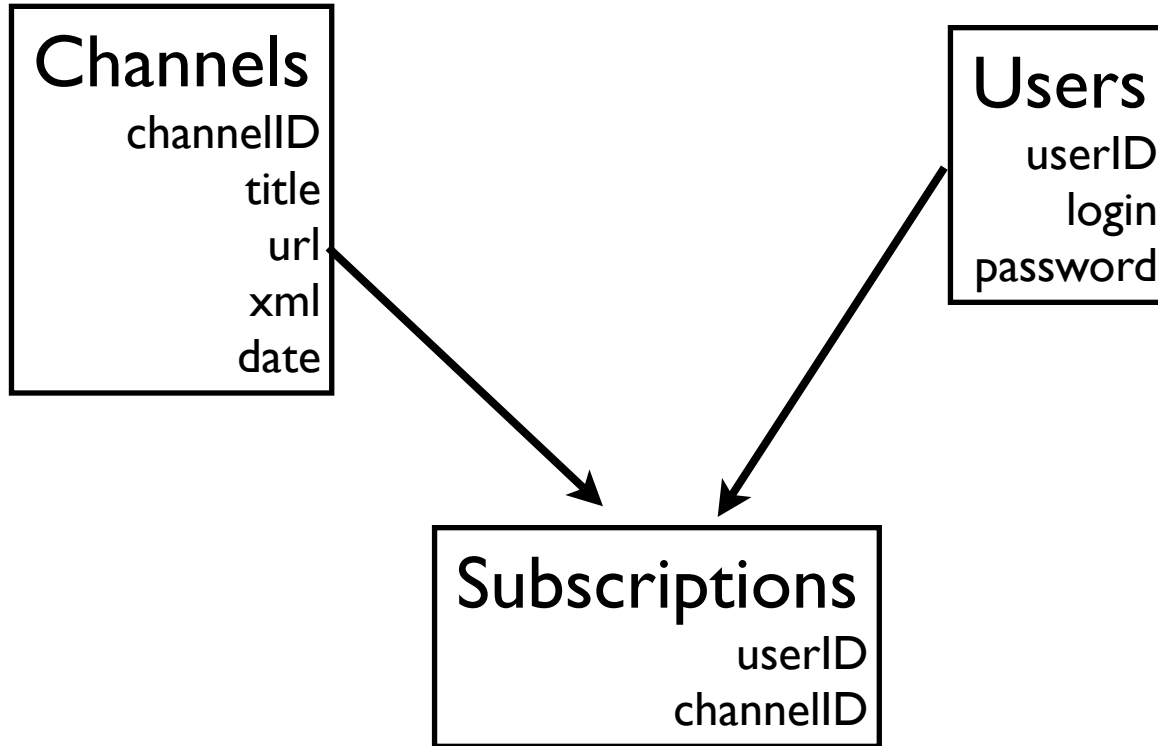 Channels
channelID
title
url
xml
date
Users
userID
login
password
Subscriptions
userID
channelID